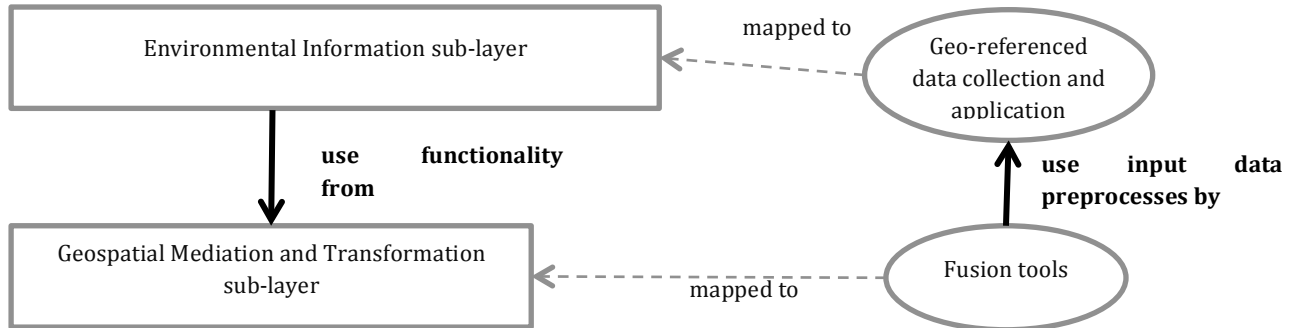 Environmental Information sub-layer
mapped to
Geo-referenced
data collection and
application
use functionality
from
use input data
preprocesses by
Geospatial Mediation and Transformation
sub-layer
mapped to
Fusion tools